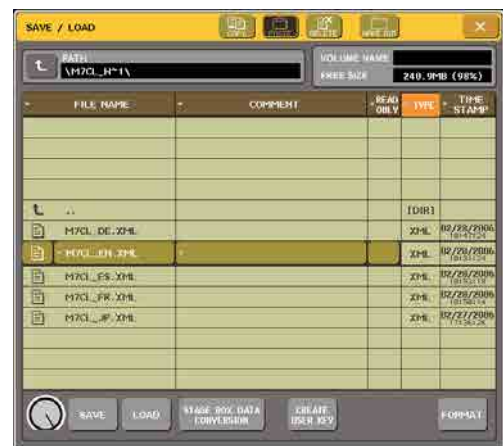 SAVE / LOAD
COPY
PASTE
DELETE
MAKE DIR
PATH
\M7CL_H~1\
VOLUME NAME
FREE SIZE
240.9MB (98%)
FILE NAME
COMMENT
READ ONLY
TYPE
TIME STAMP
..
[DIR]
M7CL_DE.XML
XML
02/28/2006
M7CL_EN.XML
XML
02/28/2006
M7CL_ES.XML
XML
02/28/2006
M7CL_FR.XML
XML
02/28/2006
M7CL_JP.XML
XML
02/27/2006
SAVE
LOAD
STAGE BOX DATA CONVERSION
CREATE USER KEY
FORMAT